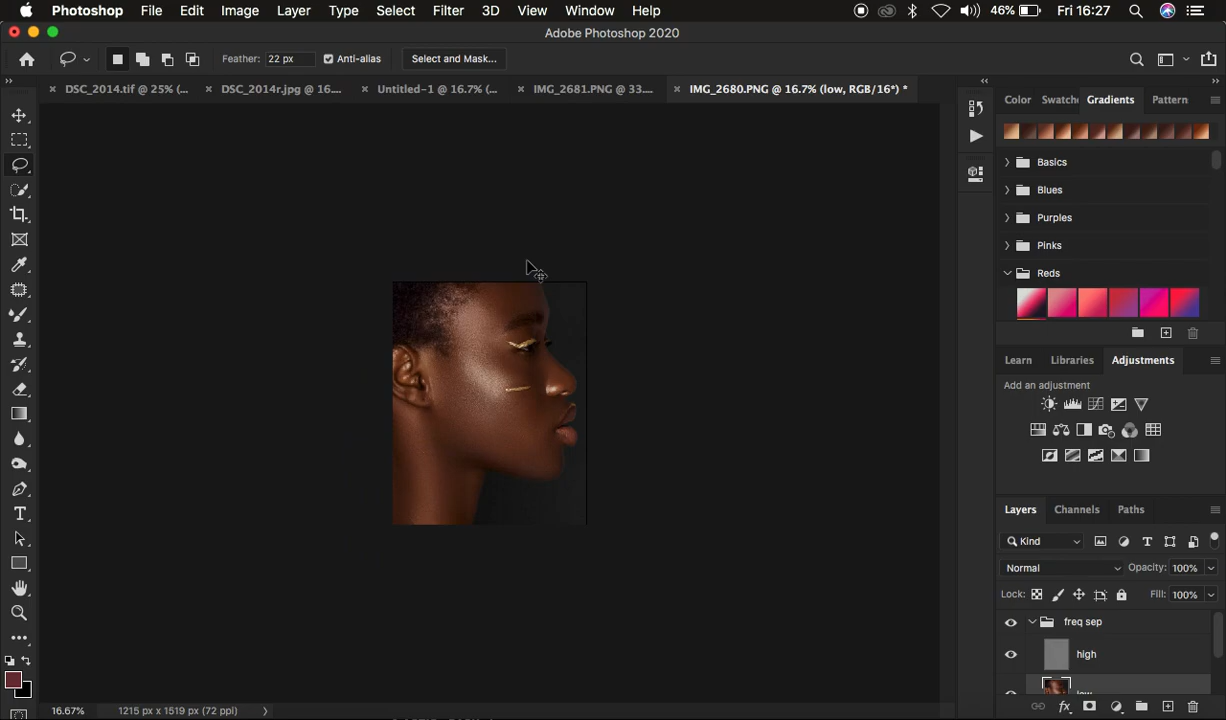 Photoshop File Edit Image Layer Type Select Filter 3D View Window Help 46% Fri 16:27
Adobe Photoshop 2020
Feather: 22 px Anti-alias Select and Mask...
DSC_2014.tif @ 25% (... DSC_2014r.jpg @ 16.... Untitled-1 @ 16.7% (... IMG_2681.PNG @ 33.... IMG_2680.PNG @ 16.7% (low, RGB/16*) *
Color Swatche Gradients Pattern
Basics
Blues
Purples
Pinks
Reds
Learn Libraries Adjustments
Add an adjustment
Layers Channels Paths
Kind
Normal Opacity: 100%
Lock: Fill: 100%
freq sep
high
low
16.67% 1215 px x 1519 px (72 ppi)